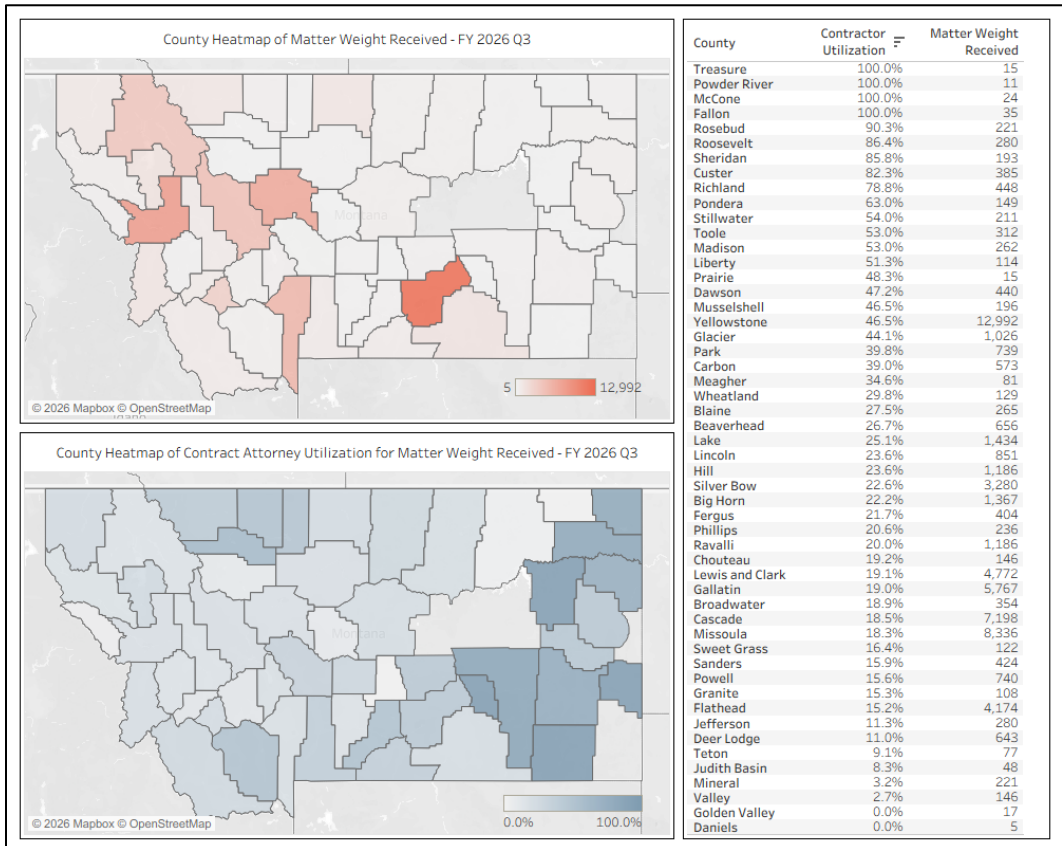 County Heatmap of Matter Weight Received - FY 2026 Q3
Montana
5 12,992
© 2026 Mapbox © OpenStreetMap
County Heatmap of Contract Attorney Utilization for Matter Weight Received - FY 2026 Q3
Montana
0.0% 100.0%
© 2026 Mapbox © OpenStreetMap
County Contractor Utilization Matter Weight Received
Treasure 100.0% 15
Powder River 100.0% 11
McCone 100.0% 24
Fallon 100.0% 35
Rosebud 90.3% 221
Roosevelt 86.4% 280
Sheridan 85.8% 193
Custer 82.3% 385
Richland 78.8% 448
Pondera 63.0% 149
Stillwater 54.0% 211
Toole 53.0% 312
Madison 53.0% 262
Liberty 51.3% 114
Prairie 48.3% 15
Dawson 47.2% 440
Musselshell 46.5% 196
Yellowstone 46.5% 12,992
Glacier 44.1% 1,026
Park 39.8% 739
Carbon 39.0% 573
Meagher 34.6% 81
Wheatland 29.8% 129
Blaine 27.5% 265
Beaverhead 26.7% 656
Lake 25.1% 1,434
Lincoln 23.6% 851
Hill 23.6% 1,186
Silver Bow 22.6% 3,280
Big Horn 22.2% 1,367
Fergus 21.7% 404
Phillips 20.6% 236
Ravalli 20.0% 1,186
Chouteau 19.2% 146
Lewis and Clark 19.1% 4,772
Gallatin 19.0% 5,767
Broadwater 18.9% 354
Cascade 18.5% 7,198
Missoula 18.3% 8,336
Sweet Grass 16.4% 122
Sanders 15.9% 424
Powell 15.6% 740
Granite 15.3% 108
Flathead 15.2% 4,174
Jefferson 11.3% 280
Deer Lodge 11.0% 643
Teton 9.1% 77
Judith Basin 8.3% 48
Mineral 3.2% 221
Valley 2.7% 146
Golden Valley 0.0% 17
Daniels 0.0% 5